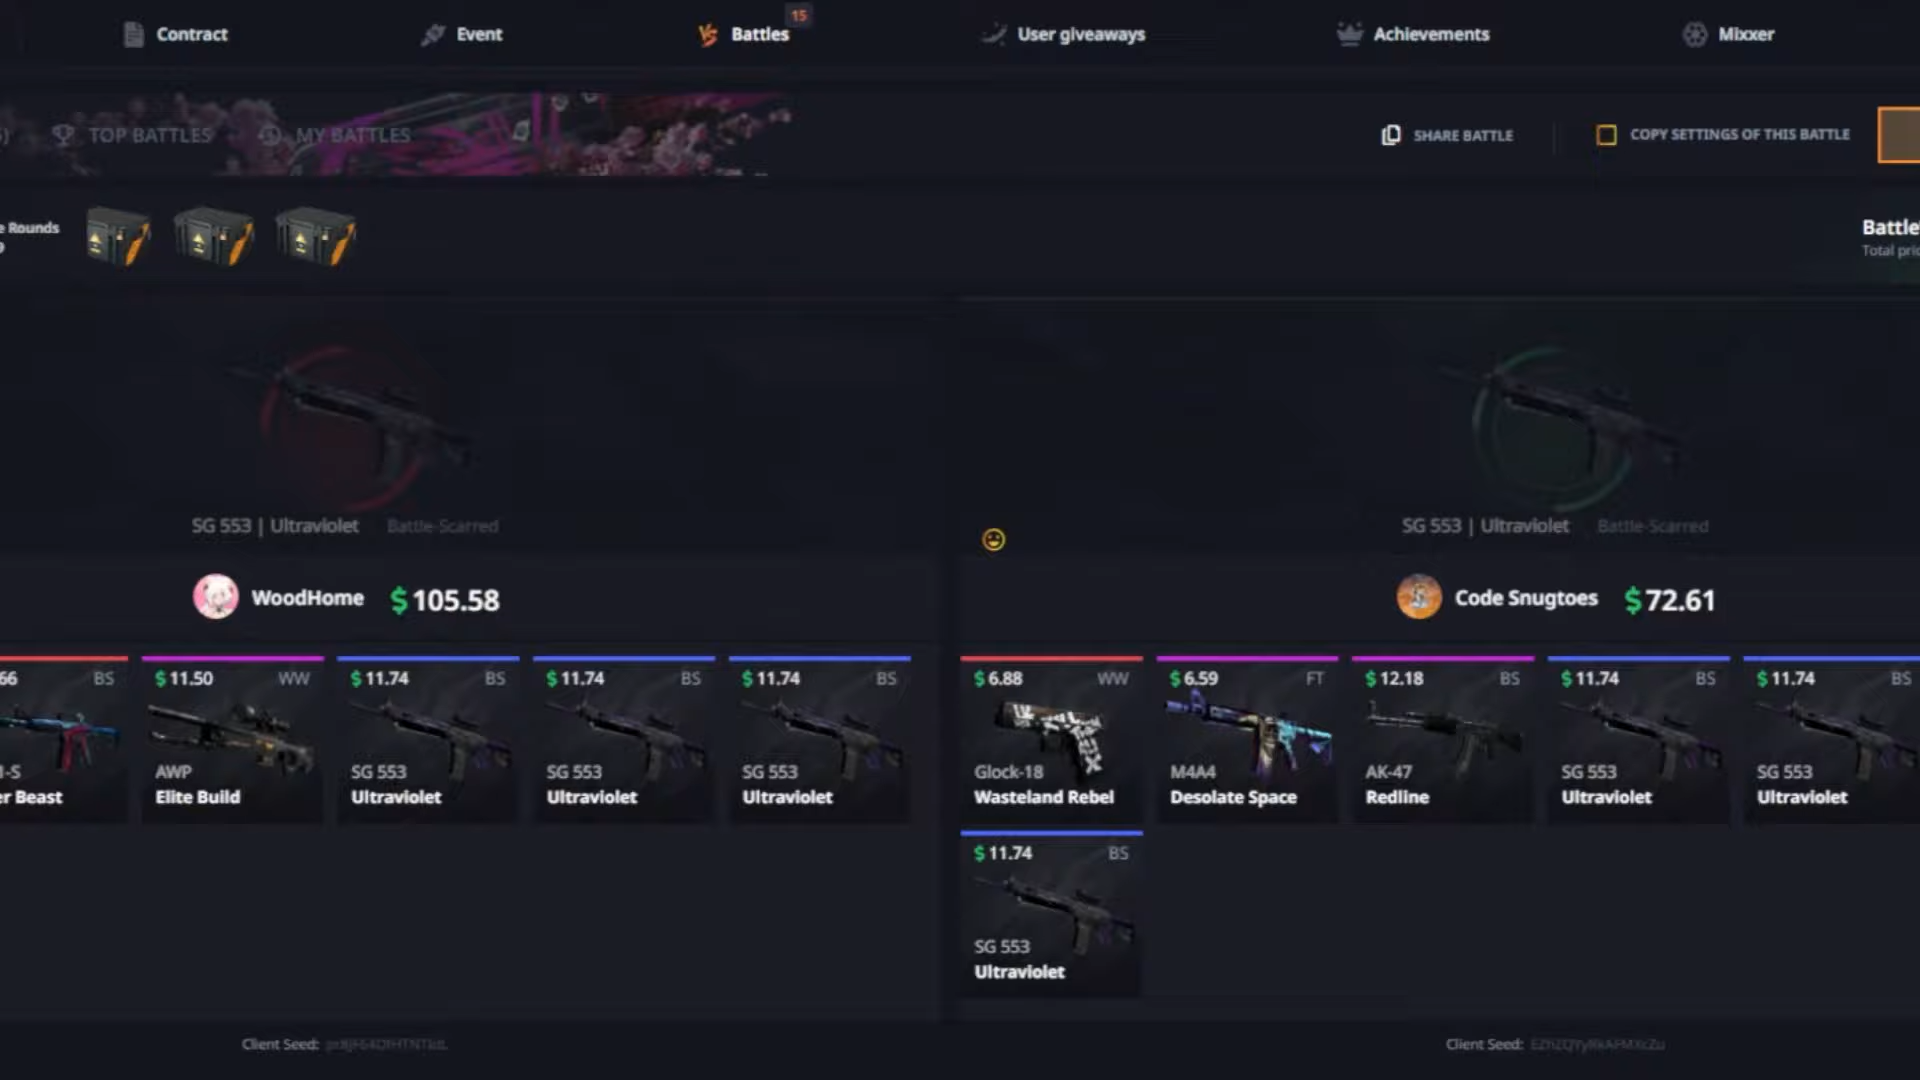 Contract
Event
Battles
15
User giveaways
Achievements
Mixxer
TOP BATTLES
MY BATTLES
SHARE BATTLE
COPY SETTINGS OF THIS BATTLE
e Rounds
Battle
Total pric
SG 553 | Ultraviolet Battle-Scarred
SG 553 | Ultraviolet Battle-Scarred
WoodHome $105.58
Code Snugtoes $72.61
66 BS
1-S
er Beast
$11.50 WW
AWP
Elite Build
$11.74 BS
SG 553
Ultraviolet
$11.74 BS
SG 553
Ultraviolet
$11.74 BS
SG 553
Ultraviolet
$6.88 WW
Glock-18
Wasteland Rebel
$6.59 FT
M4A4
Desolate Space
$12.18 BS
AK-47
Redline
$11.74 BS
SG 553
Ultraviolet
$11.74 BS
SG 553
Ultraviolet
$11.74 BS
SG 553
Ultraviolet
Client Seed:
Client Seed: